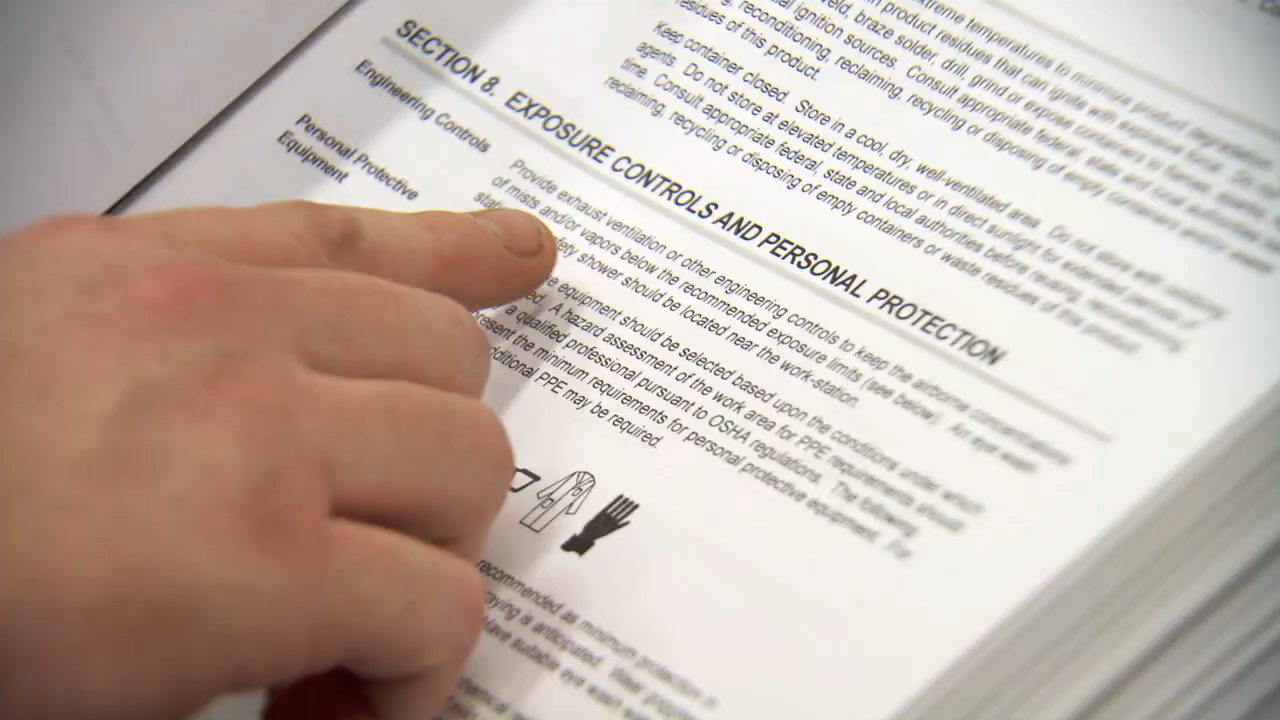 extreme temperatures to minimize product degradation.
weld, braze solder, drill, grind or expose containers to
product residues that can ignite with explosive force.
ignition sources. Consult appropriate federal, state and local authorities
reconditioning, reclaiming, recycling or disposing of empty containers
residues of this product.
Keep container closed. Store in a cool, dry, well-ventilated area. Do not store with oxidizing
agents. Do not store at elevated temperatures or in direct sunlight for extended periods of
time. Consult appropriate federal, state and local authorities before reusing, reconditioning,
reclaiming, recycling or disposing of empty containers or waste residues of this product.
SECTION 8. EXPOSURE CONTROLS AND PERSONAL PROTECTION
Engineering Controls
Provide exhaust ventilation or other engineering controls to keep the airborne concentrations
of mists and/or vapors below the recommended exposure limits (see below). An eye wash
shower should be located near the work-station.
Personal Protective
Equipment
equipment should be selected based upon the conditions under which
A hazard assessment of the work area for PPE requirements should
a qualified professional pursuant to OSHA regulations. The following
the minimum requirements for personal protective equipment. For
PPE may be required.
recommended as minimum protection
is anticipated. Wear
Have suitable eye wash